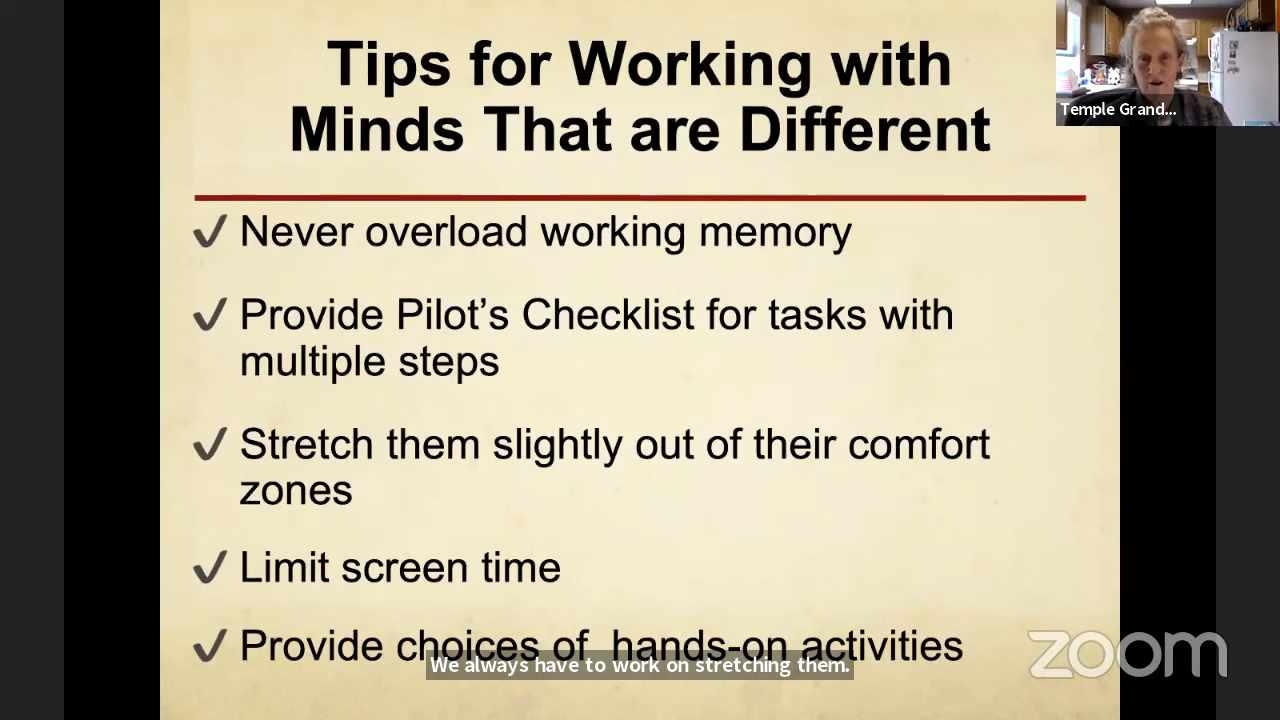 Tips for Working with
Minds That are Different
Temple Grand...
✓ Never overload working memory
✓ Provide Pilot's Checklist for tasks with
multiple steps
✓ Stretch them slightly out of their comfort
zones
✓ Limit screen time
✓ Provide choices of hands-on activities
We always have to work on stretching them.
zoom